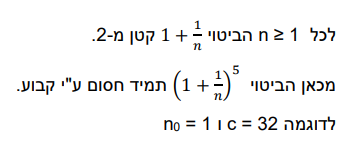 לכל n ≥ 1 הביטוי 1 + 1/n קטן מ-2.
מכאן הביטוי (1 + 1/n)^5 תמיד חסום ע"י קבוע.
לדוגמה c = 32 ו n₀ = 1